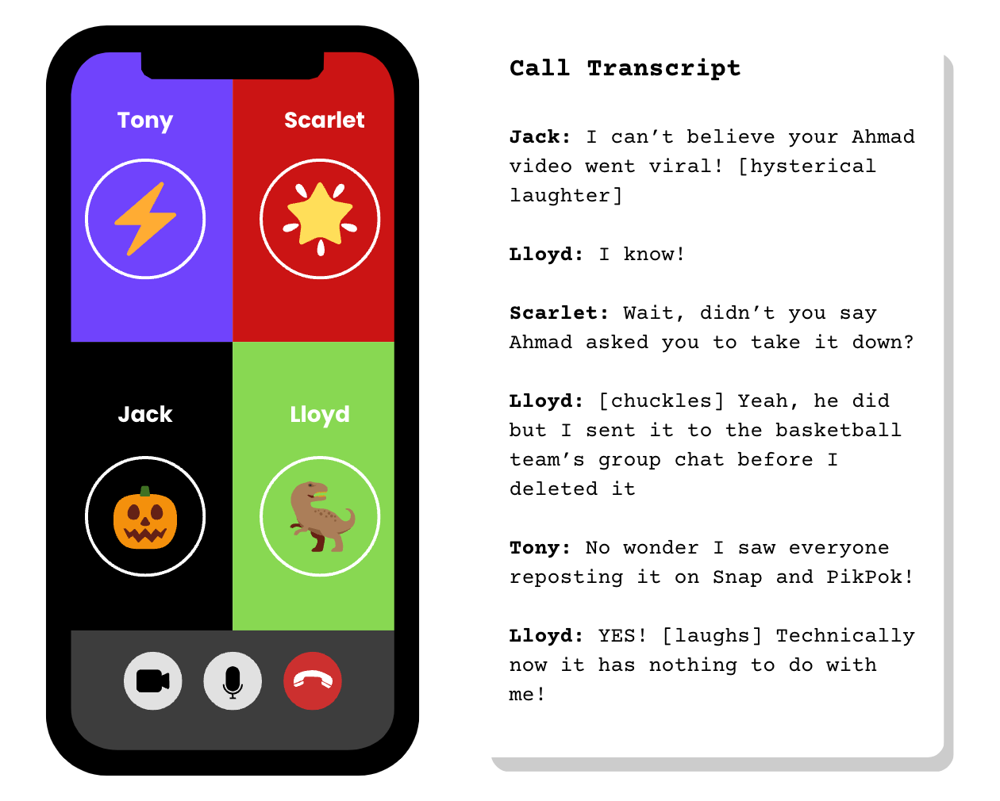 Tony
Scarlet
Jack
Lloyd
Call Transcript
Jack: I can’t believe your Ahmad
video went viral! [hysterical
laughter]
Lloyd: I know!
Scarlet: Wait, didn’t you say
Ahmad asked you to take it down?
Lloyd: [chuckles] Yeah, he did
but I sent it to the basketball
team’s group chat before I
deleted it
Tony: No wonder I saw everyone
reposting it on Snap and PikPok!
Lloyd: YES! [laughs] Technically
now it has nothing to do with
me!